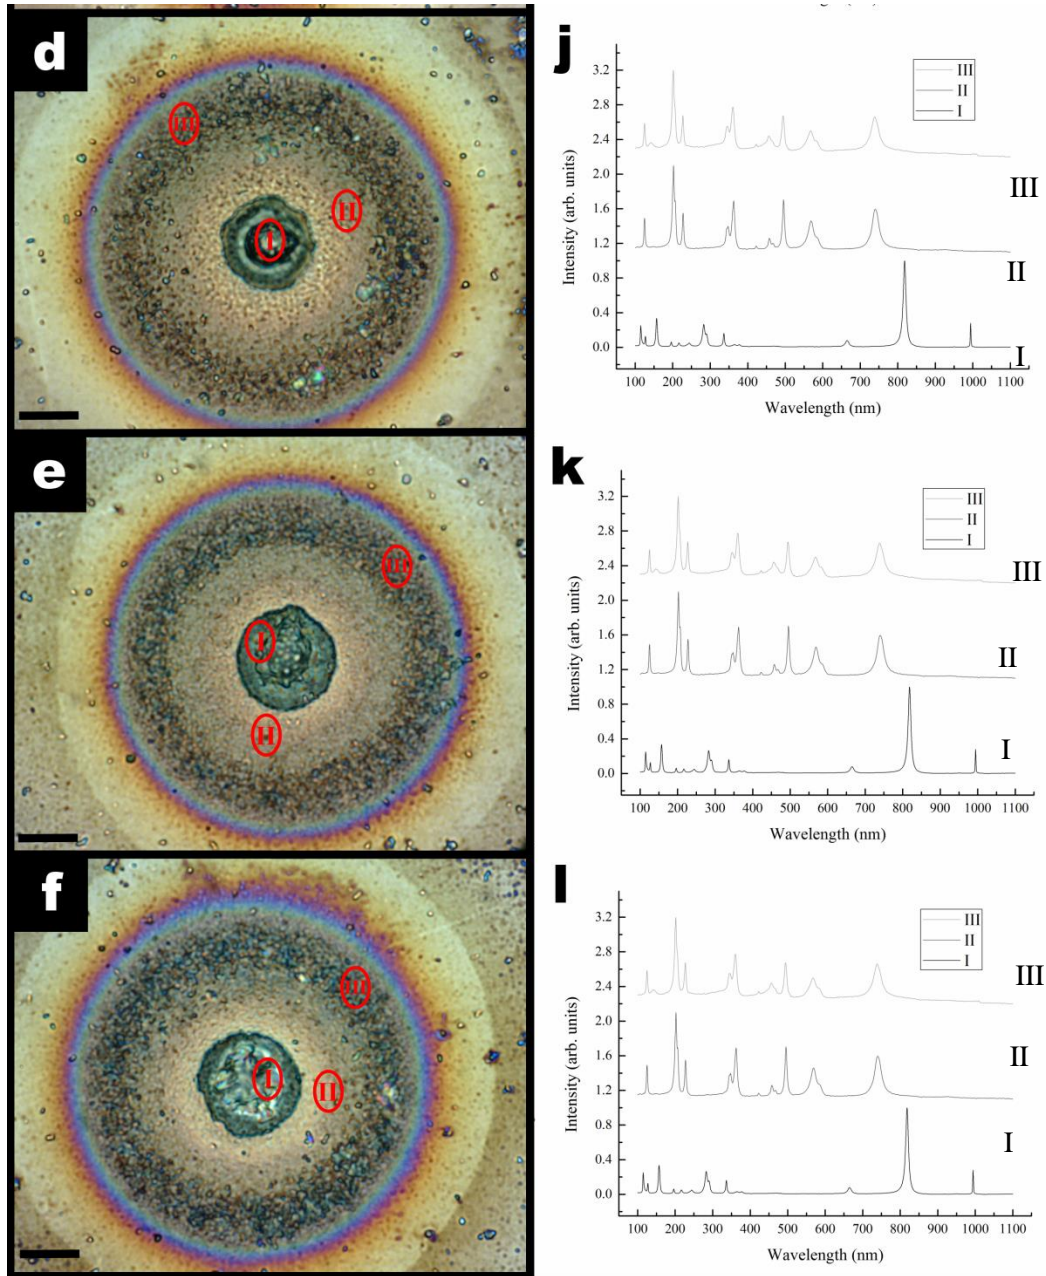 d
III
II
I
e
III
I
II
f
III
I
II
j
3.2
2.8
2.4
2.0
1.6
1.2
0.8
0.4
0.0
Intensity (arb. units)
100 200 300 400 500 600 700 800 900 1000 1100
Wavelength (nm)
III
II
I
III
II
I
k
3.2
2.8
2.4
2.0
1.6
1.2
0.8
0.4
0.0
Intensity (arb. units)
100 200 300 400 500 600 700 800 900 1000 1100
Wavelength (nm)
III
II
I
III
II
I
l
3.2
2.8
2.4
2.0
1.6
1.2
0.8
0.4
0.0
Intensity (arb. units)
100 200 300 400 500 600 700 800 900 1000 1100
Wavelength (nm)
III
II
I
III
II
I